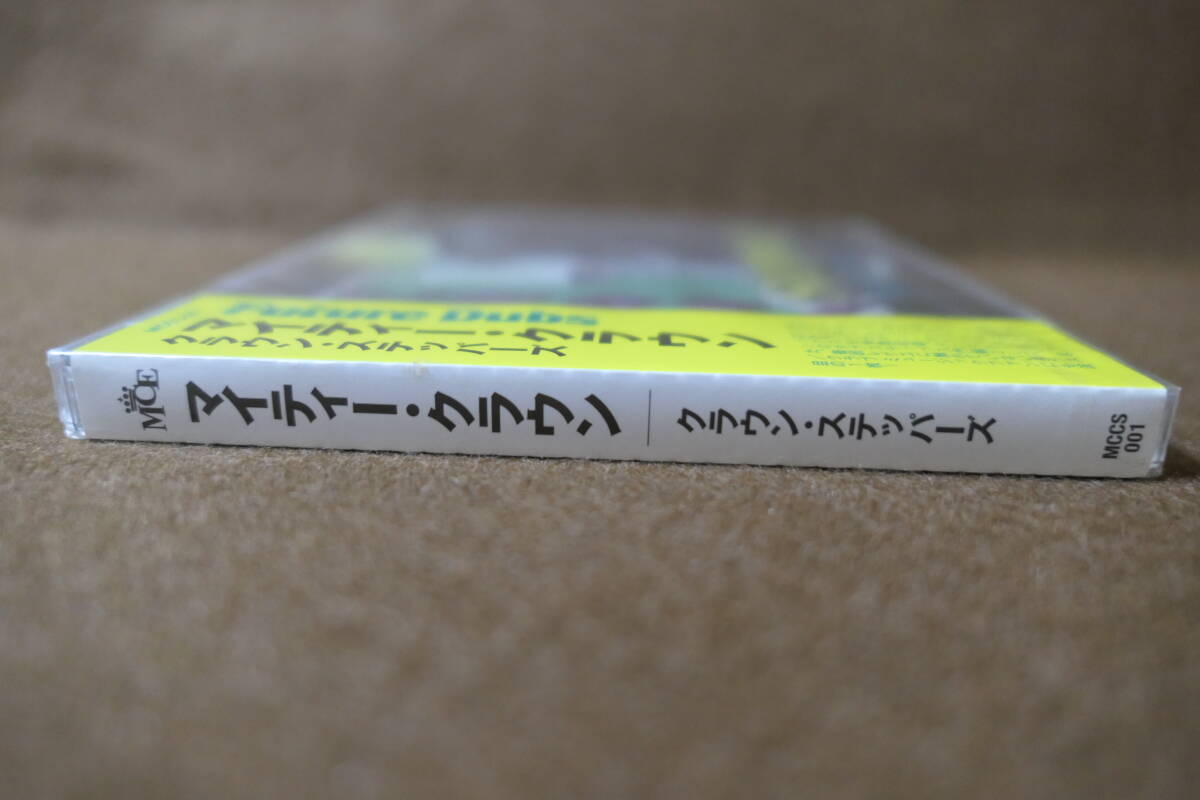 MCE
マイティー・クラウン
クラウン・ステッパーズ
MCCS
001
Future Dubs
マイティー・クラウン
クラウン・ステッパーズ